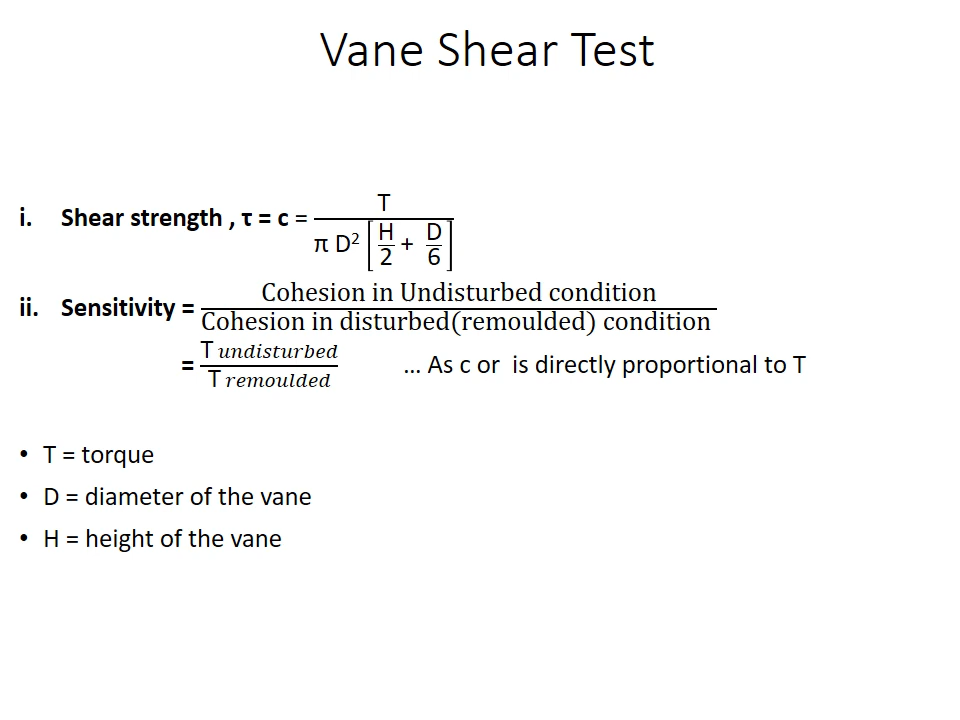 Vane Shear Test
i. Shear strength , τ = c = T / π D² [H/2 + D/6]
ii. Sensitivity = Cohesion in Undisturbed condition / Cohesion in disturbed(remoulded) condition
= T undisturbed / T remoulded ... As c or is directly proportional to T
• T = torque
• D = diameter of the vane
• H = height of the vane